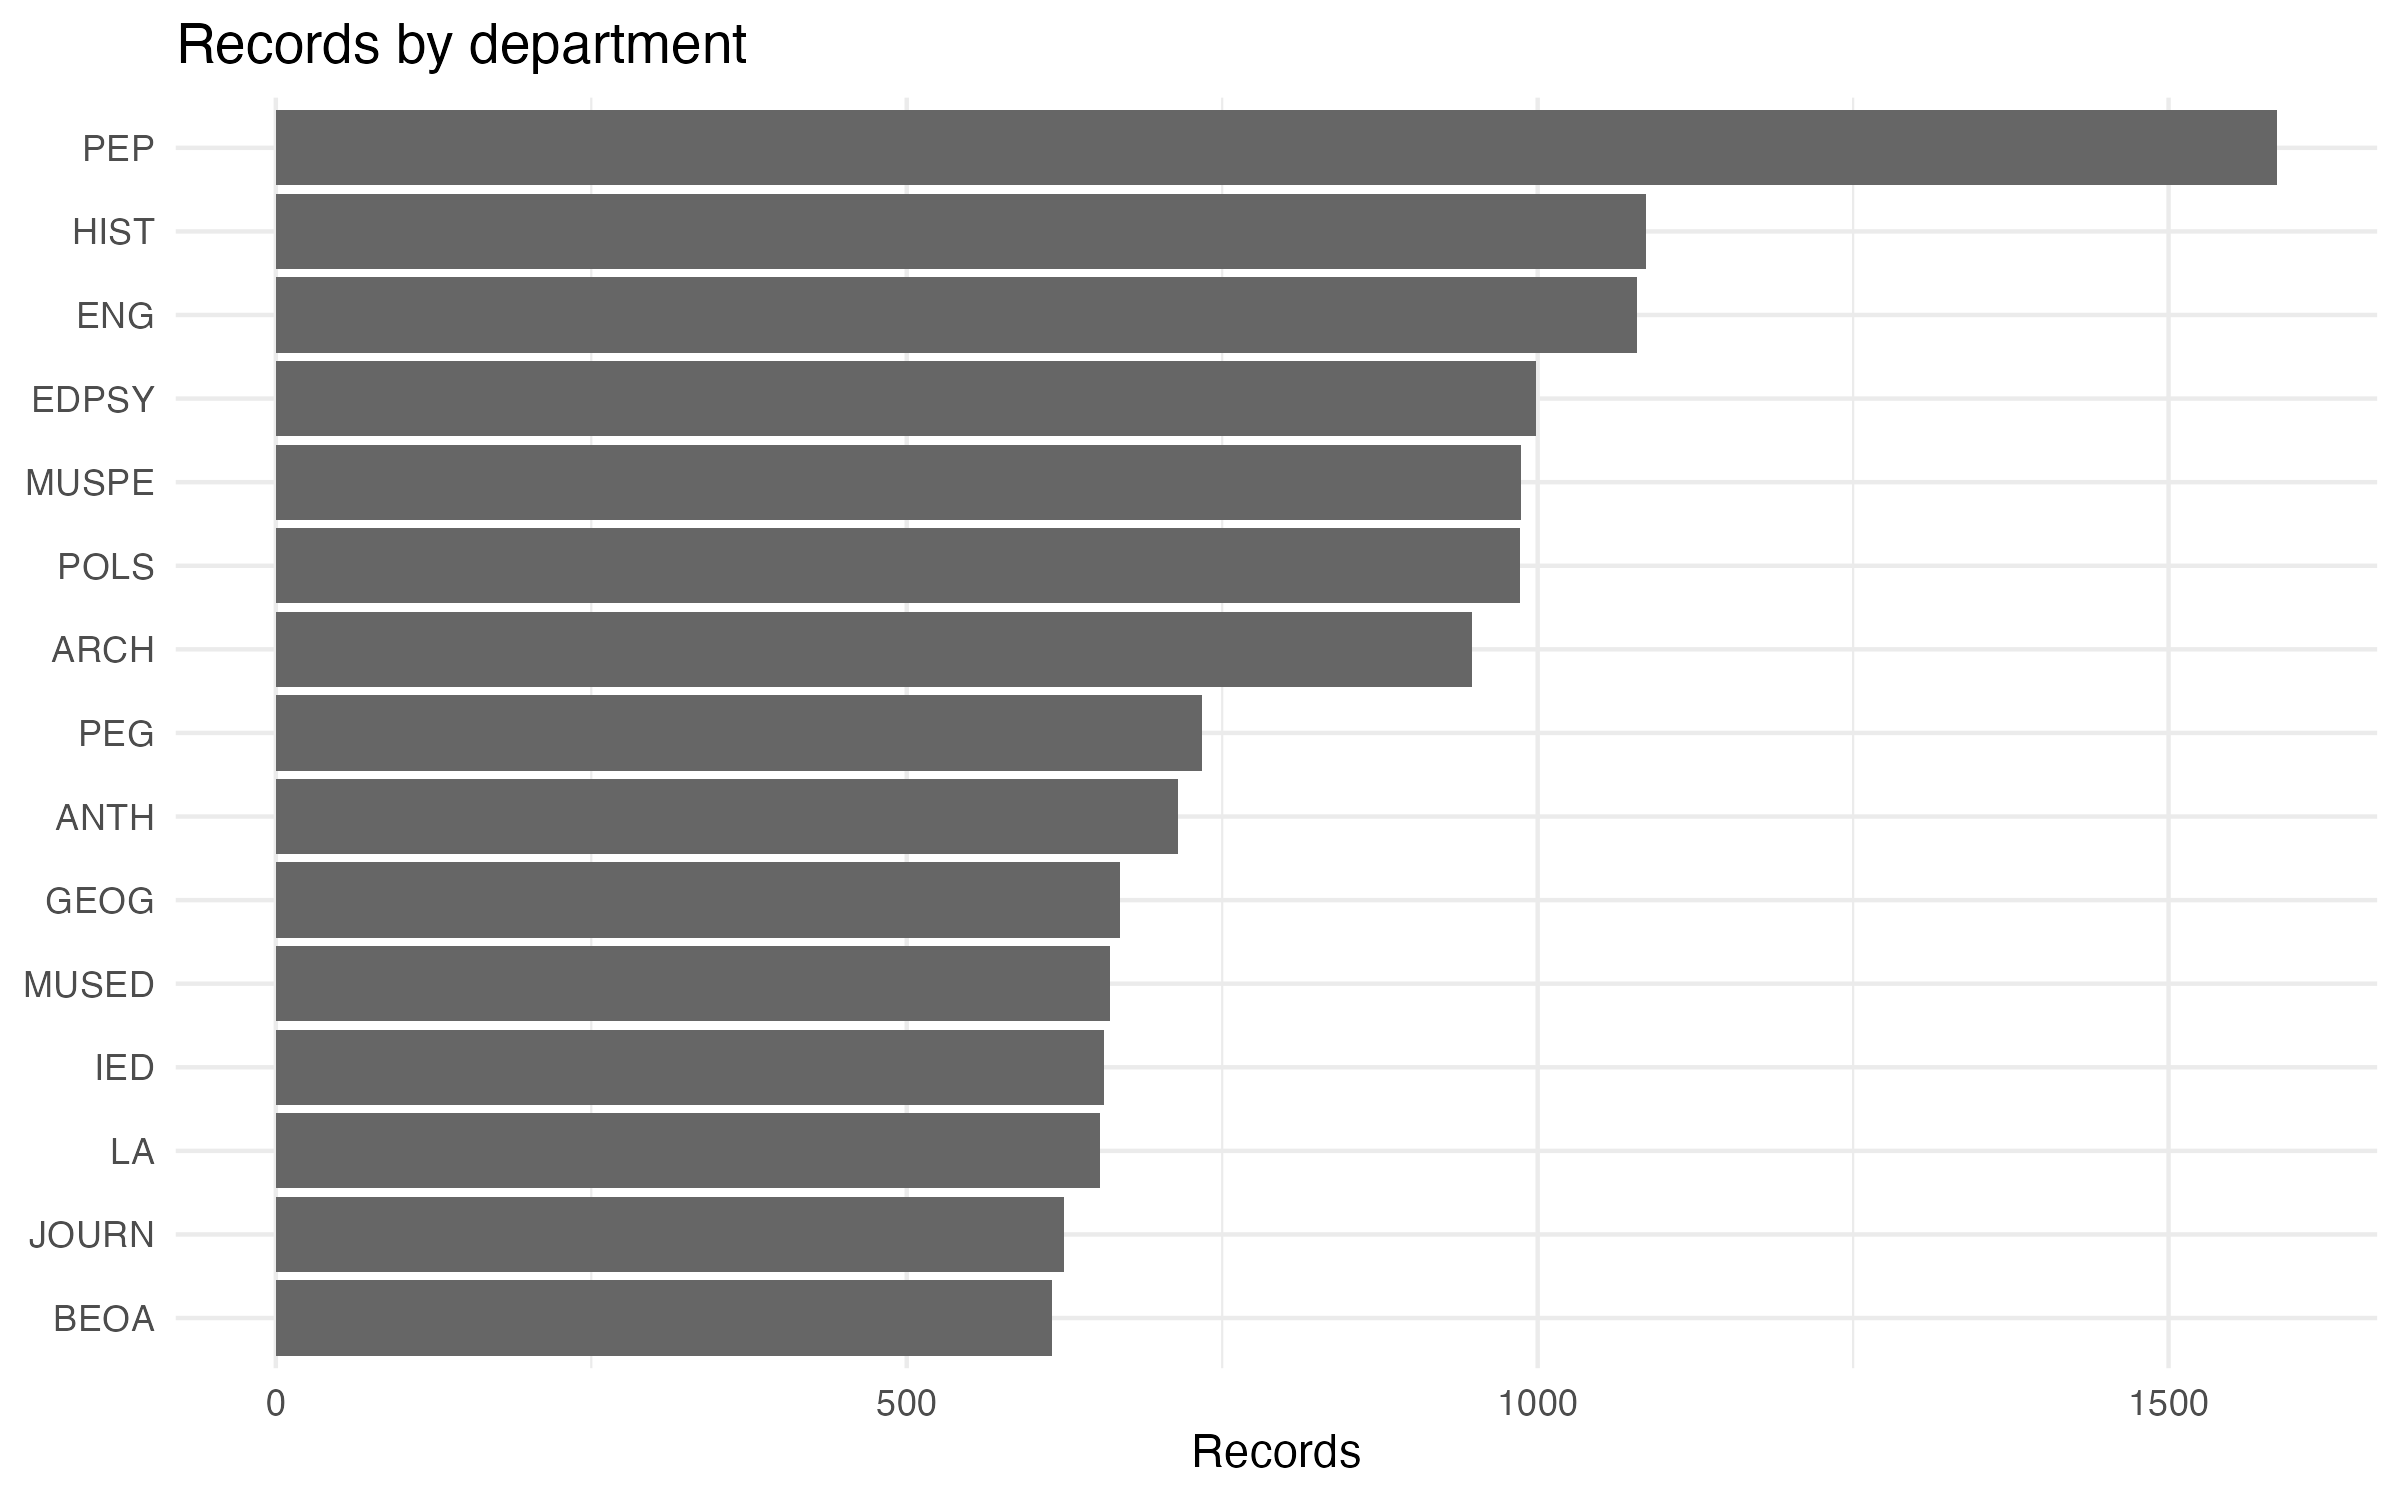 Records by department
PEP
HIST
ENG
EDPSY
MUSPE
POLS
ARCH
PEG
ANTH
GEOG
MUSED
IED
LA
JOURN
BEOA
0 500 1000 1500
Records